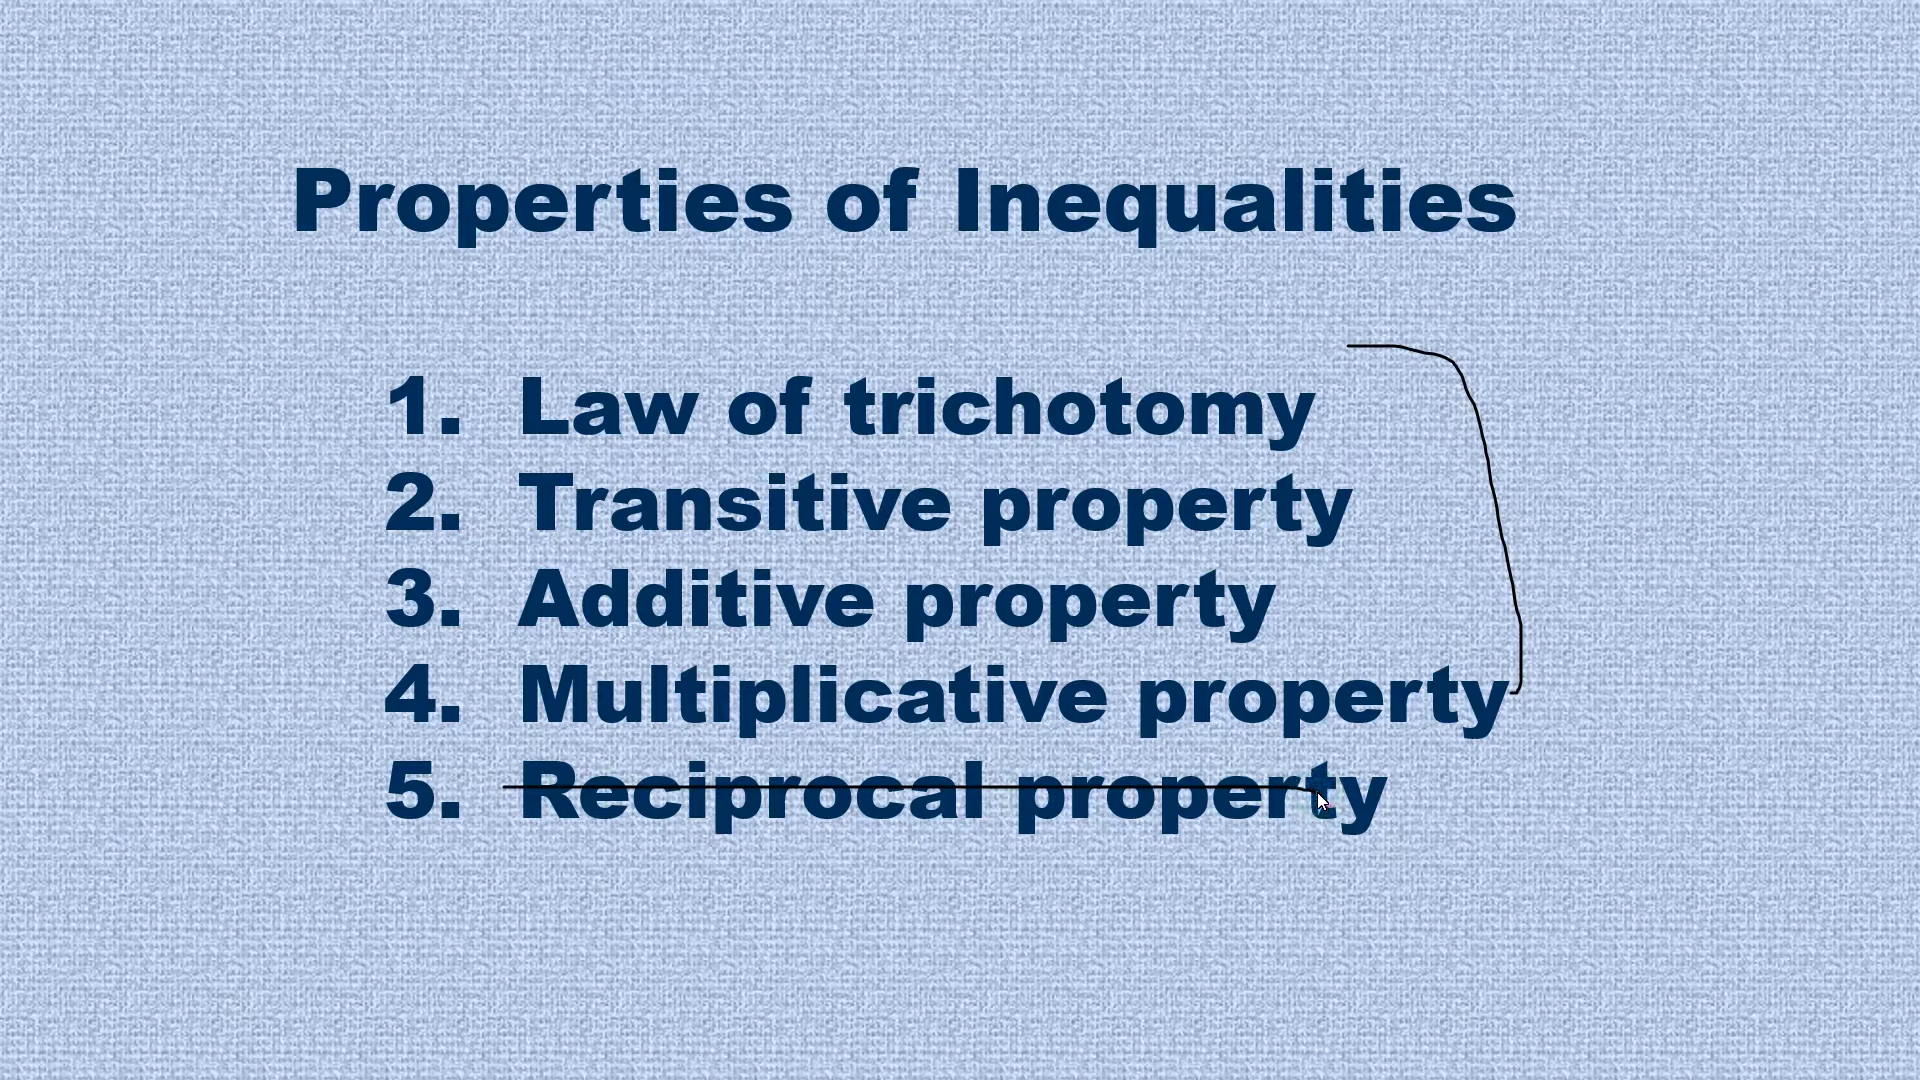 Properties of Inequalities
1. Law of trichotomy
2. Transitive property
3. Additive property
4. Multiplicative property
5. Reciprocal property